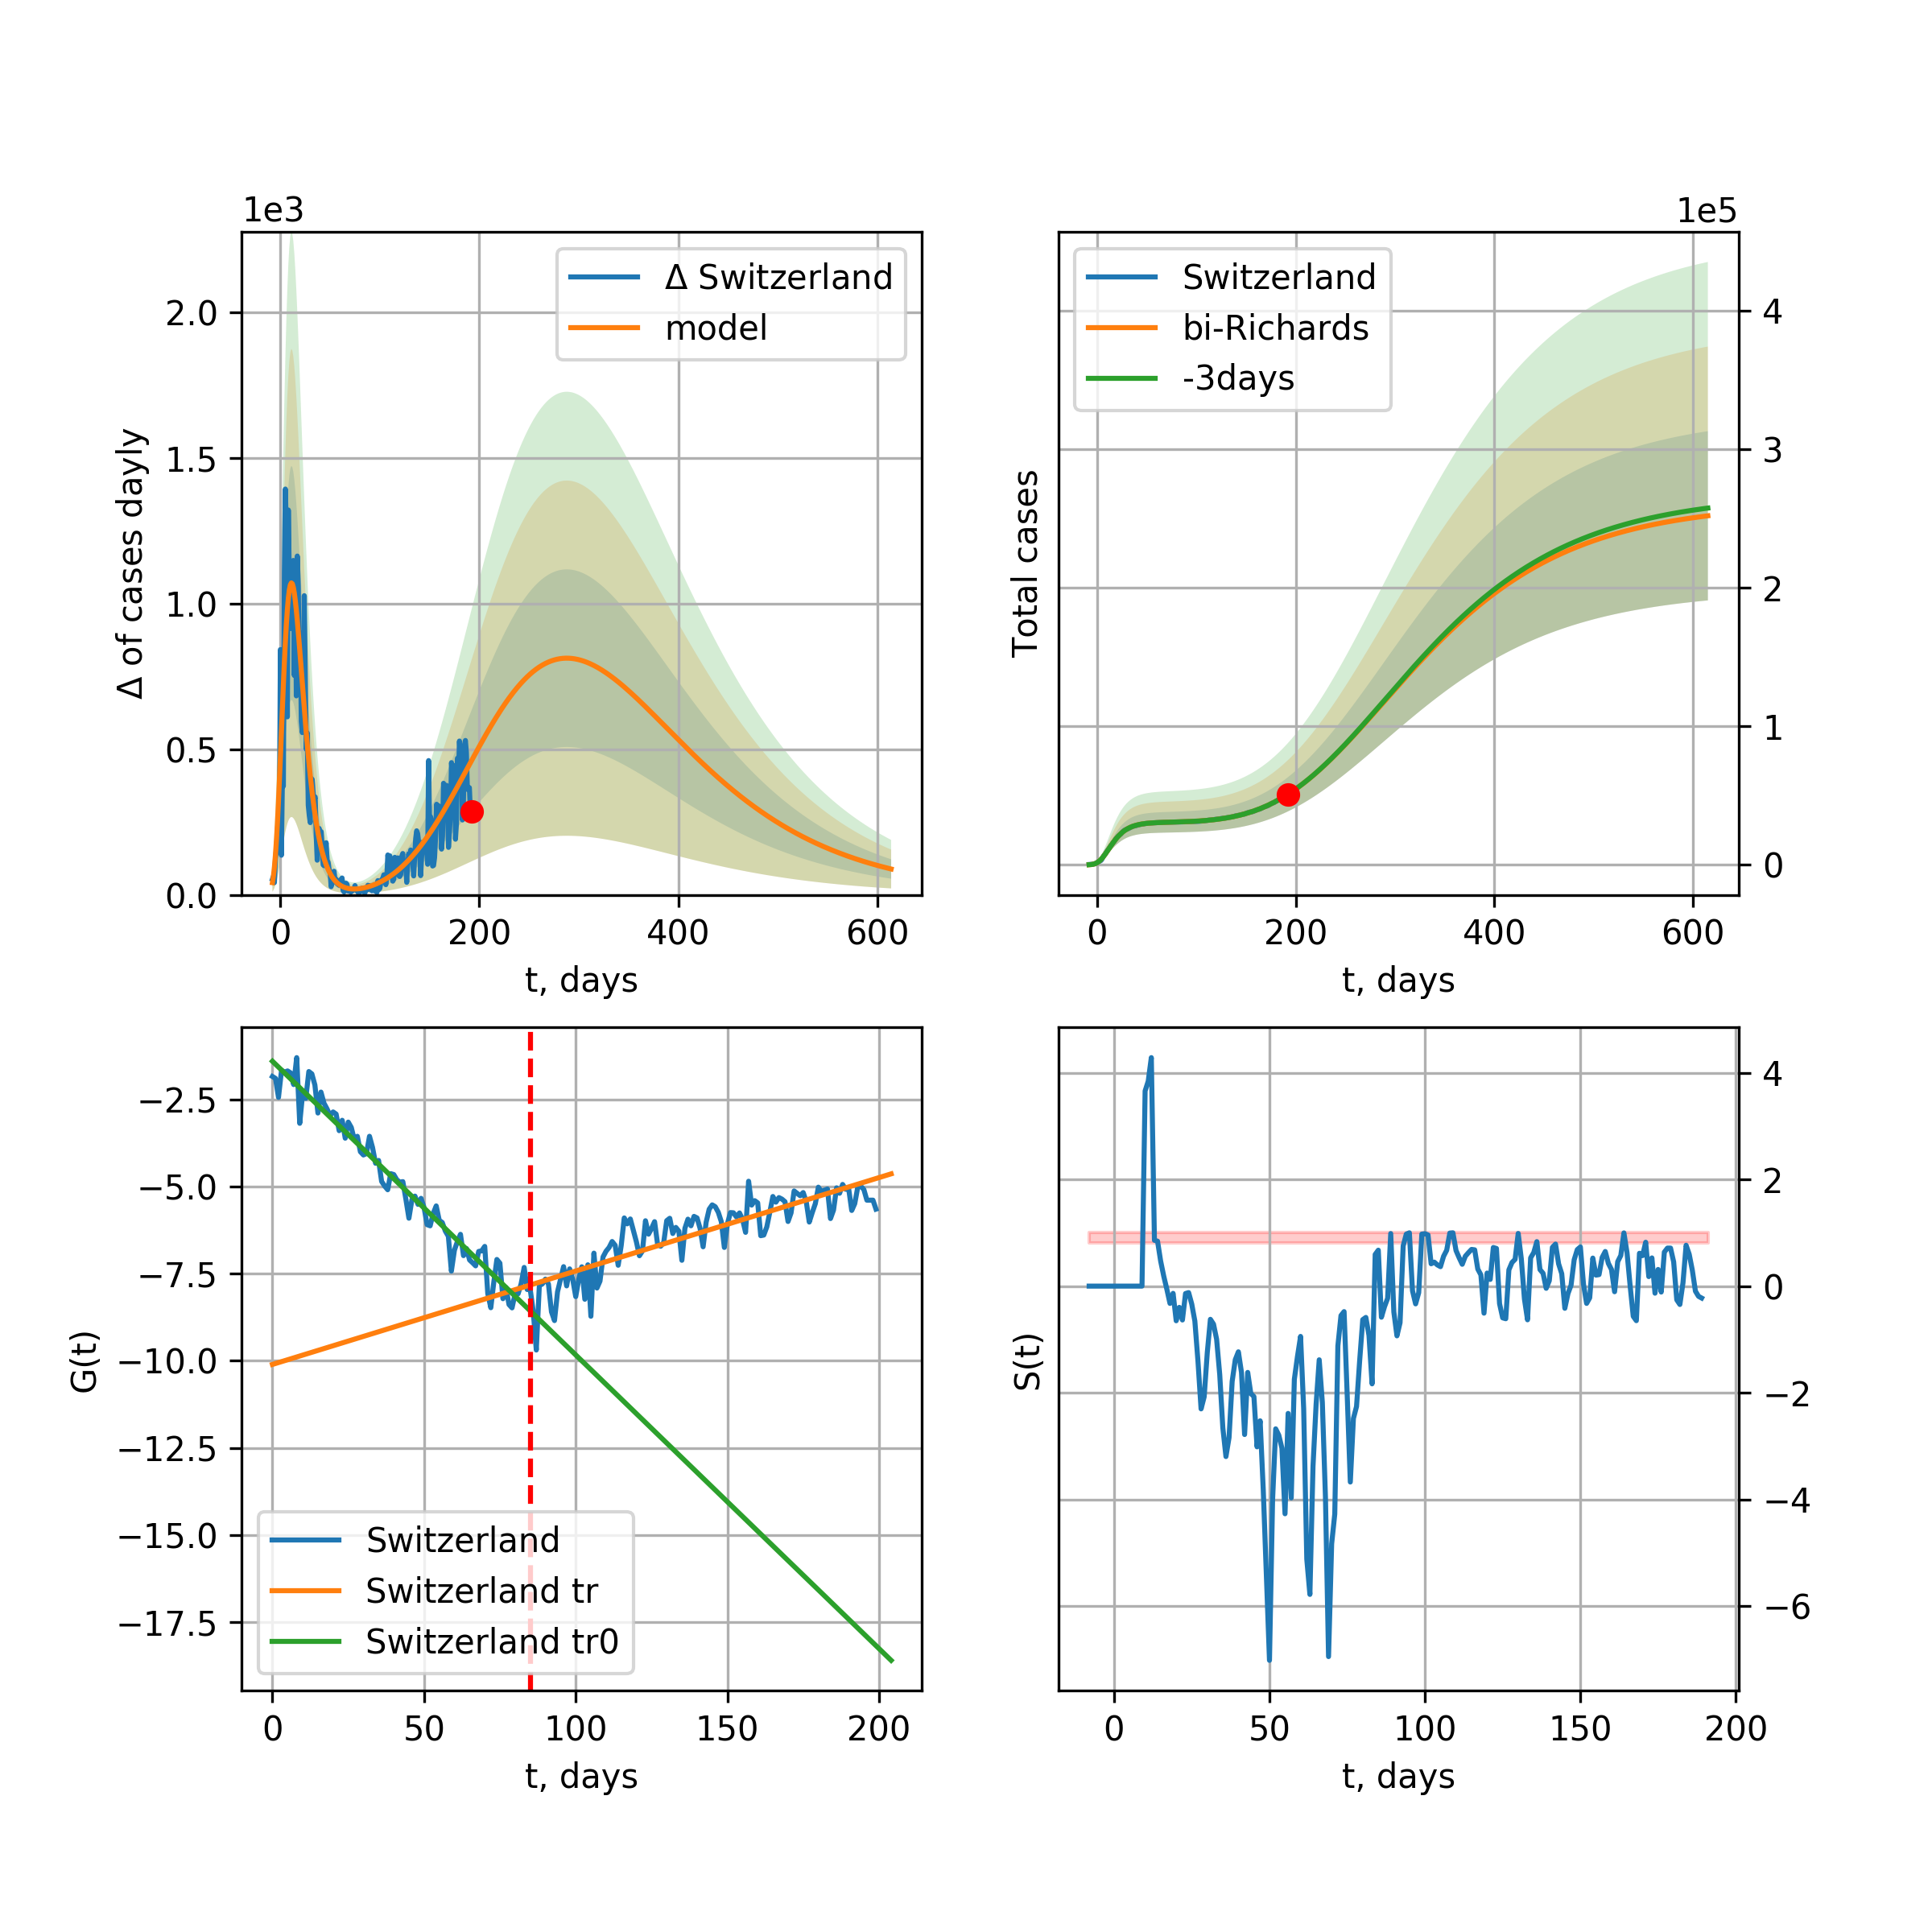 1e3
Δ of cases dayly
2.0
1.5
1.0
0.5
0.0
0 200 400 600
t, days
Δ Switzerland
model
1e5
Total cases
4
3
2
1
0
0 200 400 600
t, days
Switzerland
bi-Richards
-3days
G(t)
−2.5
−5.0
−7.5
−10.0
−12.5
−15.0
−17.5
0 50 100 150 200
t, days
Switzerland
Switzerland tr
Switzerland tr0
S(t)
4
2
0
−2
−4
−6
0 50 100 150 200
t, days